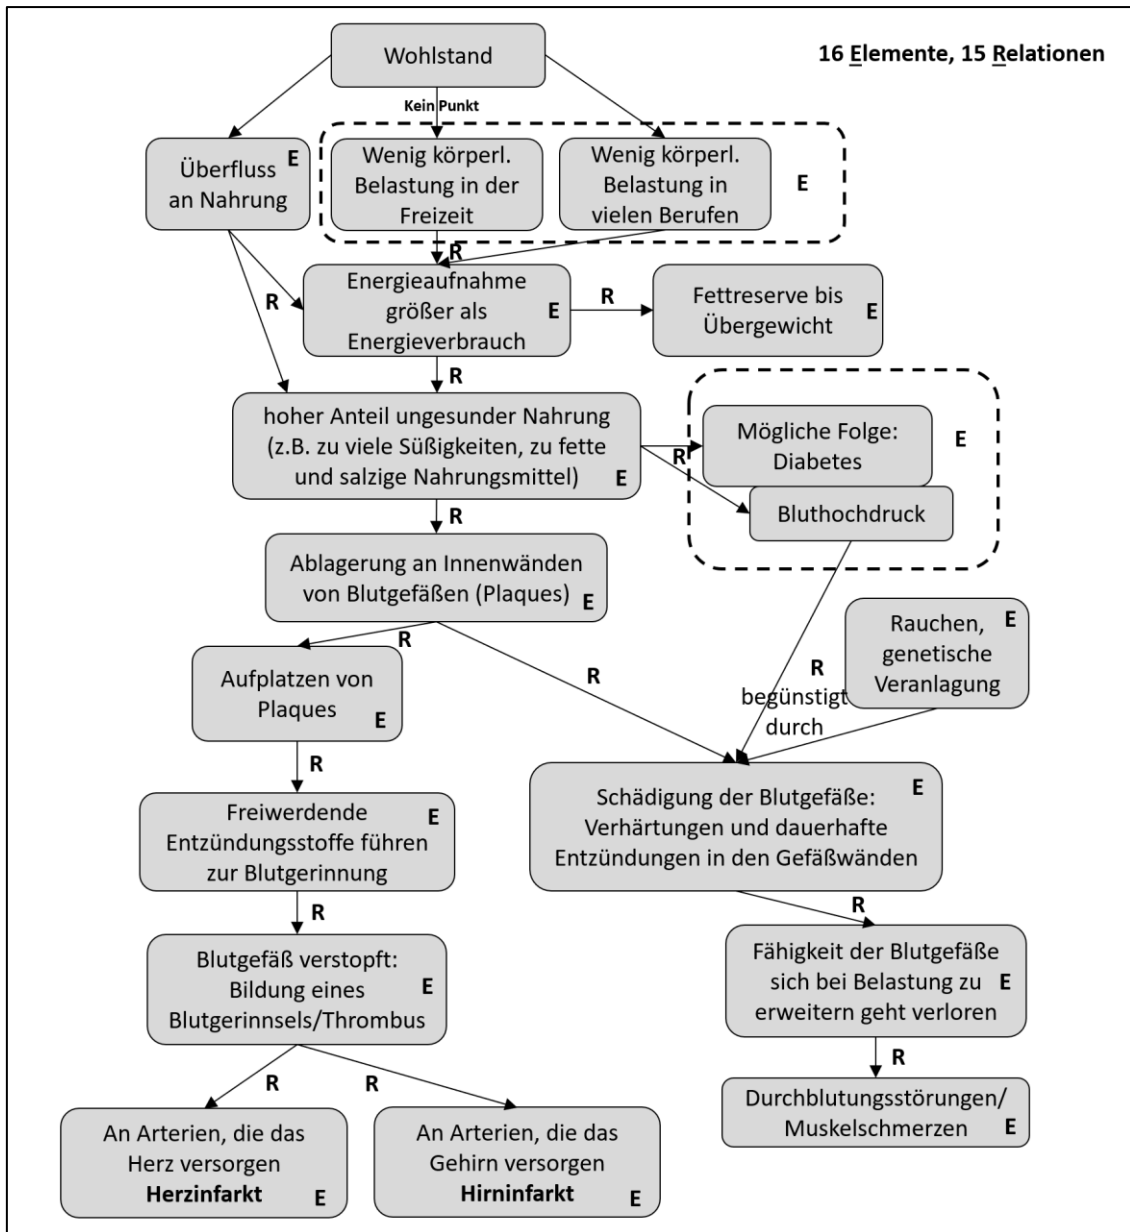 Wohlstand
16 Elemente, 15 Relationen
Kein Punkt
Überfluss
an Nahrung
E
Wenig körperl.
Belastung in der
Freizeit
Wenig körperl.
Belastung in
vielen Berufen
E
R
R
Energieaufnahme
größer als
Energieverbrauch
E
R
Fettreserve bis
Übergewicht
E
R
hoher Anteil ungesunder Nahrung
(z.B. zu viele Süßigkeiten, zu fette
und salzige Nahrungsmittel)
E
R
Mögliche Folge:
Diabetes
E
Bluthochdruck
R
Ablagerung an Innenwänden
von Blutgefäßen (Plaques)
E
Rauchen,
genetische
Veranlagung
E
R
R
R
begünstigt
durch
Aufplatzen von
Plaques
E
R
Schädigung der Blutgefäße:
Verhärtungen und dauerhafte
Entzündungen in den Gefäßwänden
E
Freiwerdende
Entzündungsstoffe führen
zur Blutgerinnung
E
R
R
Blutgefäß verstopft:
Bildung eines
Blutgerinnsels/Thrombus
E
Fähigkeit der Blutgefäße
sich bei Belastung zu
erweitern geht verloren
E
R
R
R
Durchblutungsstörungen/
Muskelschmerzen
E
An Arterien, die das
Herz versorgen
Herzinfarkt
E
An Arterien, die das
Gehirn versorgen
Hirninfarkt
E